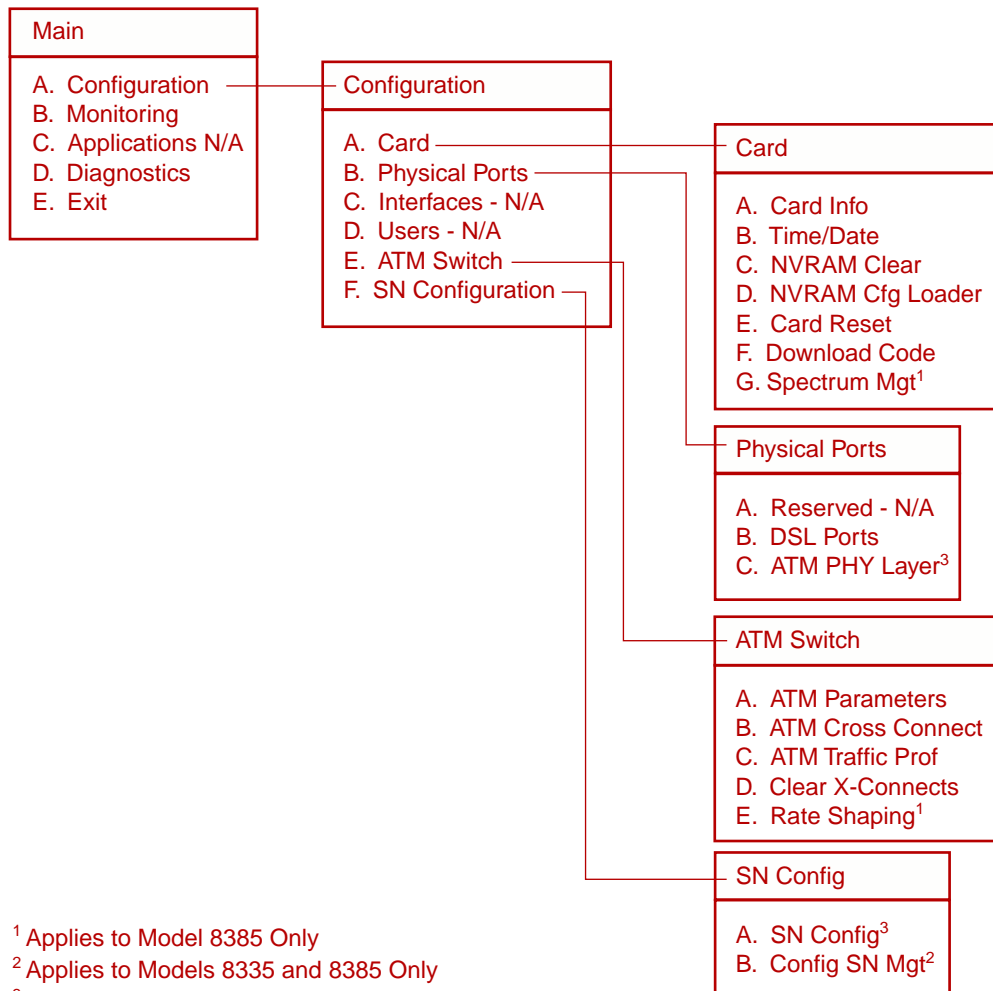 Main
A. Configuration
B. Monitoring
C. Applications N/A
D. Diagnostics
E. Exit
Configuration
A. Card
B. Physical Ports
C. Interfaces - N/A
D. Users - N/A
E. ATM Switch
F. SN Configuration
Card
A. Card Info
B. Time/Date
C. NVRAM Clear
D. NVRAM Cfg Loader
E. Card Reset
F. Download Code
G. Spectrum Mgt¹
Physical Ports
A. Reserved - N/A
B. DSL Ports
C. ATM PHY Layer³
ATM Switch
A. ATM Parameters
B. ATM Cross Connect
C. ATM Traffic Prof
D. Clear X-Connects
E. Rate Shaping¹
SN Config
A. SN Config³
B. Config SN Mgt²
¹ Applies to Model 8385 Only
² Applies to Models 8335 and 8385 Only